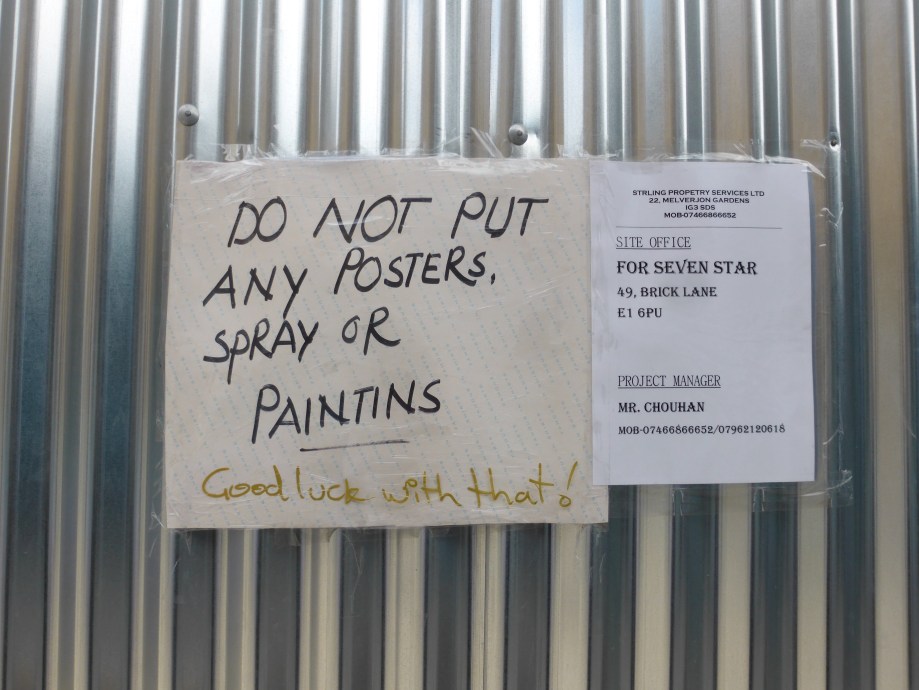 DO NOT PUT
ANY POSTERS,
SPRAY OR
PAINTINS
Good luck with that!
STRLING PROPETRY SERVICES LTD
22, MELVERJON GARDENS
IG3 SDS
MOB-07466866652
SITE OFFICE
FOR SEVEN STAR
49, BRICK LANE
E1 6PU
PROJECT MANAGER
MR. CHOUHAN
MOB-07466866652/07962120618